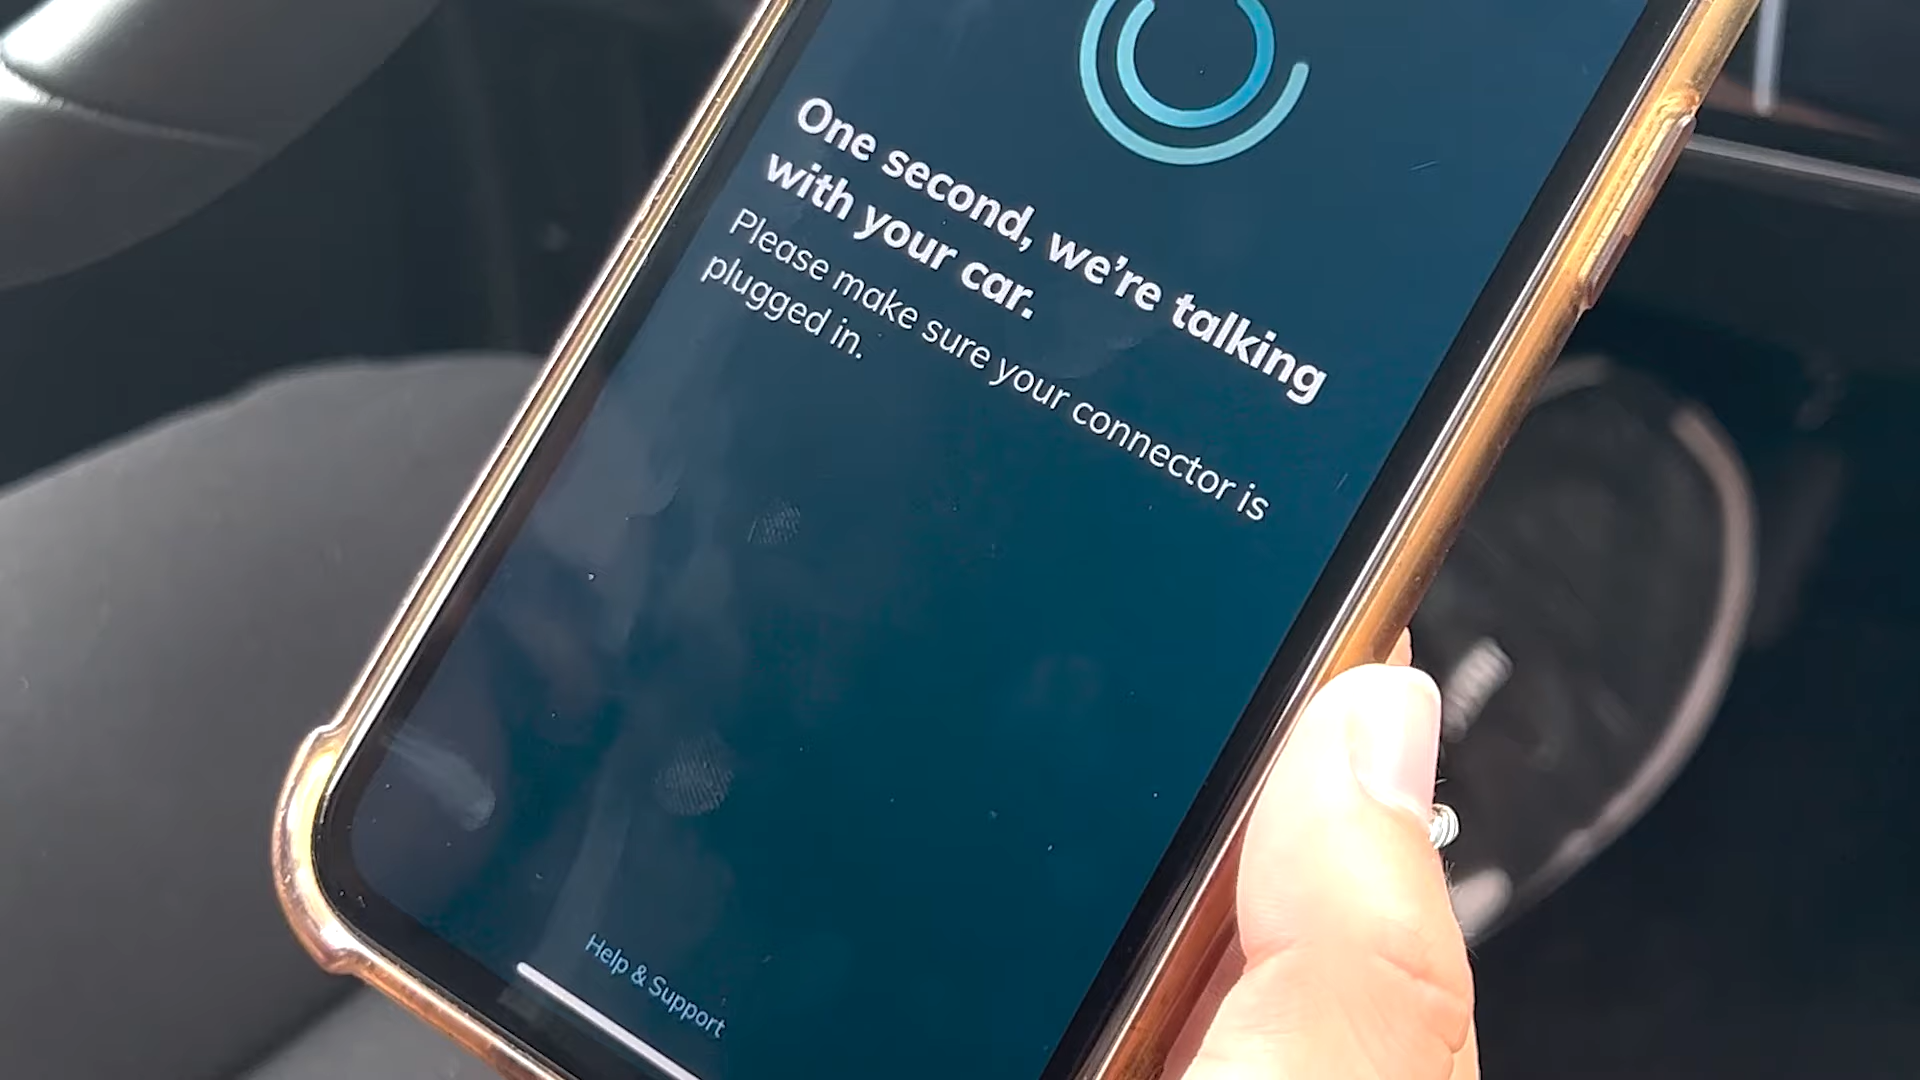 One second, we’re talking
with your car.
Please make sure your connector is
plugged in.
Help & Support